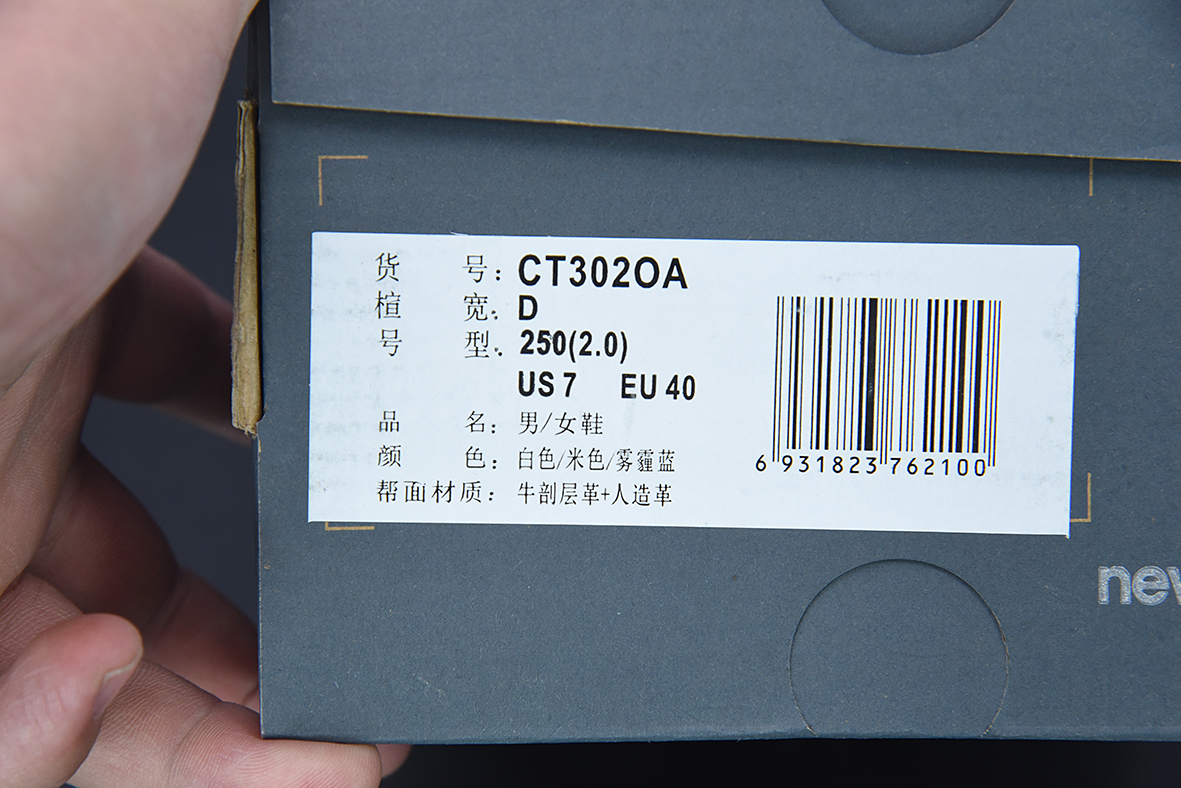 货号：CT302OA
楦宽：D
号型：250(2.0)
US 7 EU 40
品名：男/女鞋
颜色：白色/米色/雾霾蓝
帮面材质：牛剖层革+人造革
6 931823 762100
new